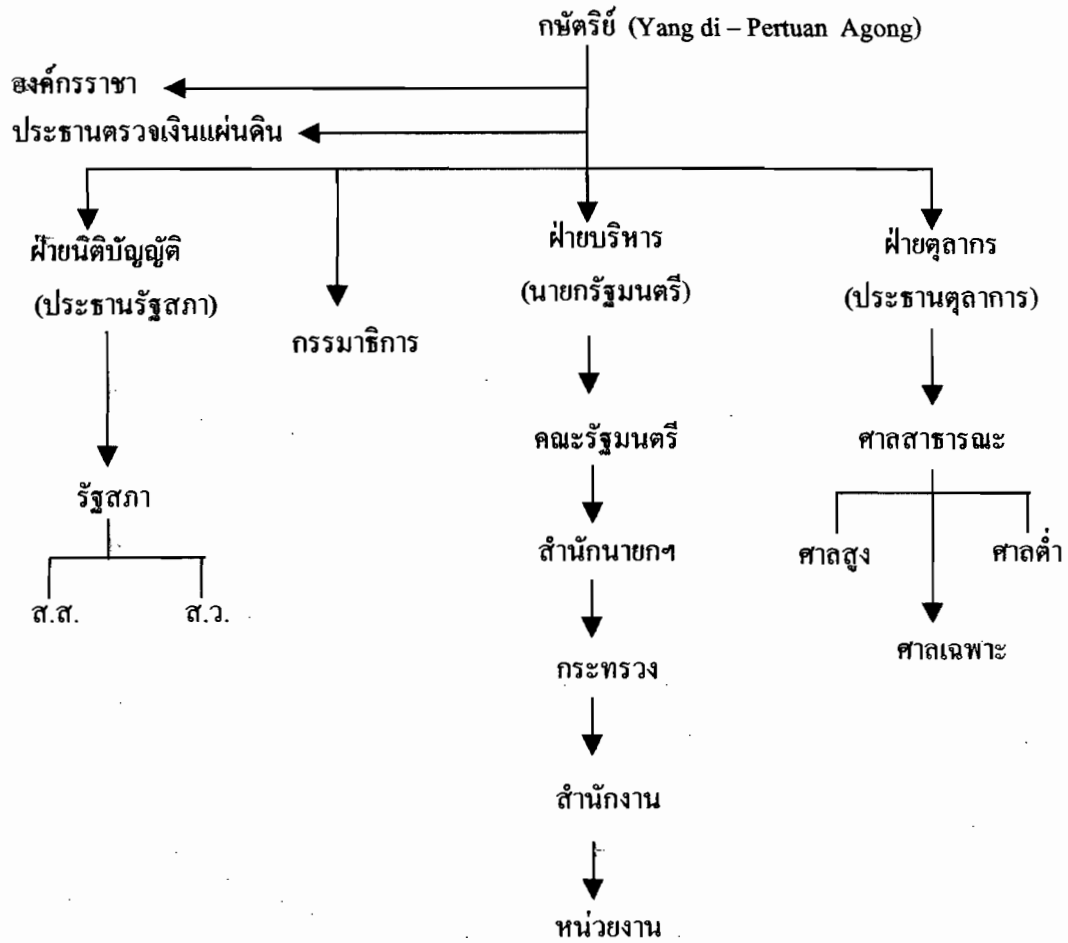 กษัตริย์ (Yang di – Pertuan Agong)
องค์กรราชา
ประธานตรวจเงินแผ่นดิน
ฝ่ายนิติบัญญัติ
(ประธานรัฐสภา)
กรรมาธิการ
ฝ่ายบริหาร
(นายกรัฐมนตรี)
ฝ่ายตุลากร
(ประธานตุลาการ)
คณะรัฐมนตรี
ศาลสาธารณะ
รัฐสภา
ส.ส.
ส.ว.
สำนักนายกฯ
ศาลสูง
ศาลต่ำ
ศาลเฉพาะ
กระทรวง
สำนักงาน
หน่วยงาน